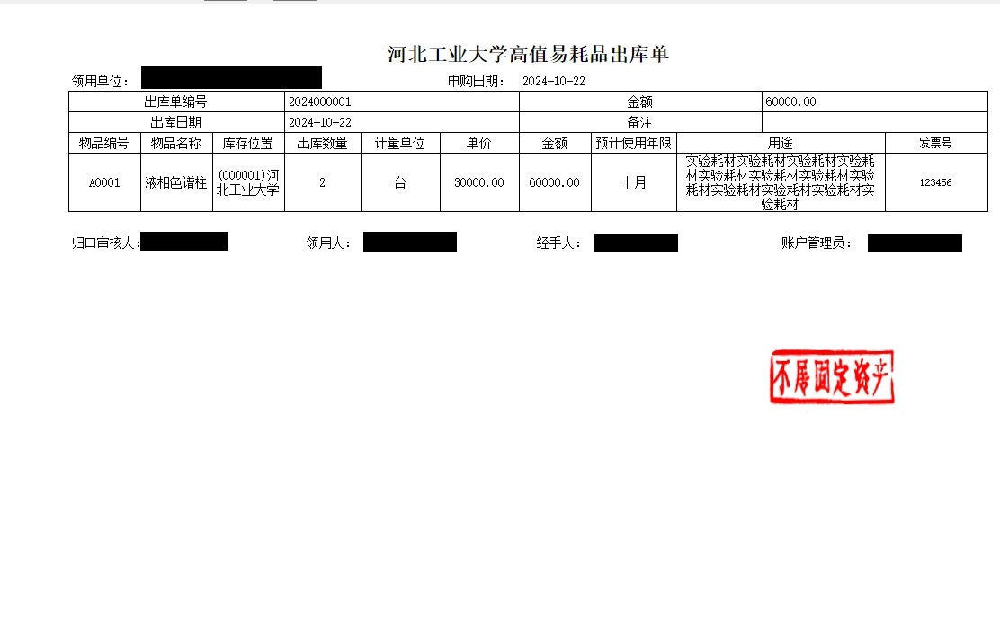 河北工业大学高值易耗品出库单
领用单位: 申购日期: 2024-10-22
出库单编号 2024000001 金额 60000.00
出库日期 2024-10-22 备注
物品编号 物品名称 库存位置 出库数量 计量单位 单价 金额 预计使用年限 用途 发票号
A0001 液相色谱柱 (000001)河北工业大学 2 台 30000.00 60000.00 十月 实验耗材实验耗材实验耗材实验耗材实验耗材实验耗材实验耗材实验耗材实验耗材实验耗材实验耗材实验耗材 123456
归口审核人: 领用人: 经手人: 账户管理员:
不属固定资产